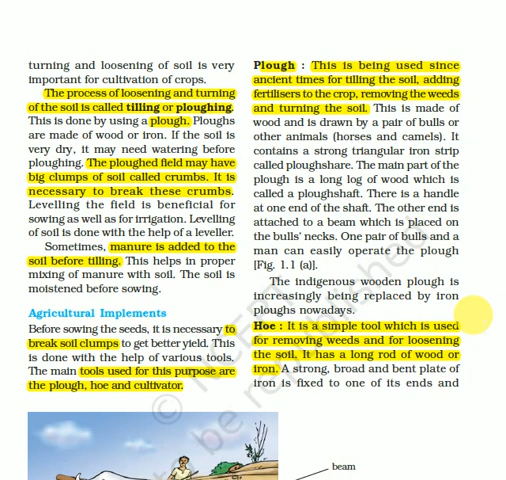 turning and loosening of soil is very
important for cultivation of crops.
The process of loosening and turning
of the soil is called tilling or ploughing.
This is done by using a plough. Ploughs
are made of wood or iron. If the soil is
very dry, it may need watering before
ploughing. The ploughed field may have
big clumps of soil called crumbs. It is
necessary to break these crumbs.
Levelling the field is beneficial for
sowing as well as for irrigation. Levelling
of soil is done with the help of a leveller.
Sometimes, manure is added to the
soil before tilling. This helps in proper
mixing of manure with soil. The soil is
moistened before sowing.
Agricultural Implements
Before sowing the seeds, it is necessary to
break soil clumps to get better yield. This
is done with the help of various tools.
The main tools used for this purpose are
the plough, hoe and cultivator.
Plough : This is being used since
ancient times for tilling the soil, adding
fertilisers to the crop, removing the weeds
and turning the soil. This is made of
wood and is drawn by a pair of bulls or
other animals (horses and camels). It
contains a strong triangular iron strip
called ploughshare. The main part of the
plough is a long log of wood which is
called a ploughshaft. There is a handle
at one end of the shaft. The other end is
attached to a beam which is placed on
the bulls' necks. One pair of bulls and a
man can easily operate the plough
[Fig. 1.1 (a)].
The indigenous wooden plough is
increasingly being replaced by iron
ploughs nowadays.
Hoe : It is a simple tool which is used
for removing weeds and for loosening
the soil. It has a long rod of wood or
iron. A strong, broad and bent plate of
iron is fixed to one of its ends and
beam
© NCERT
to be republished